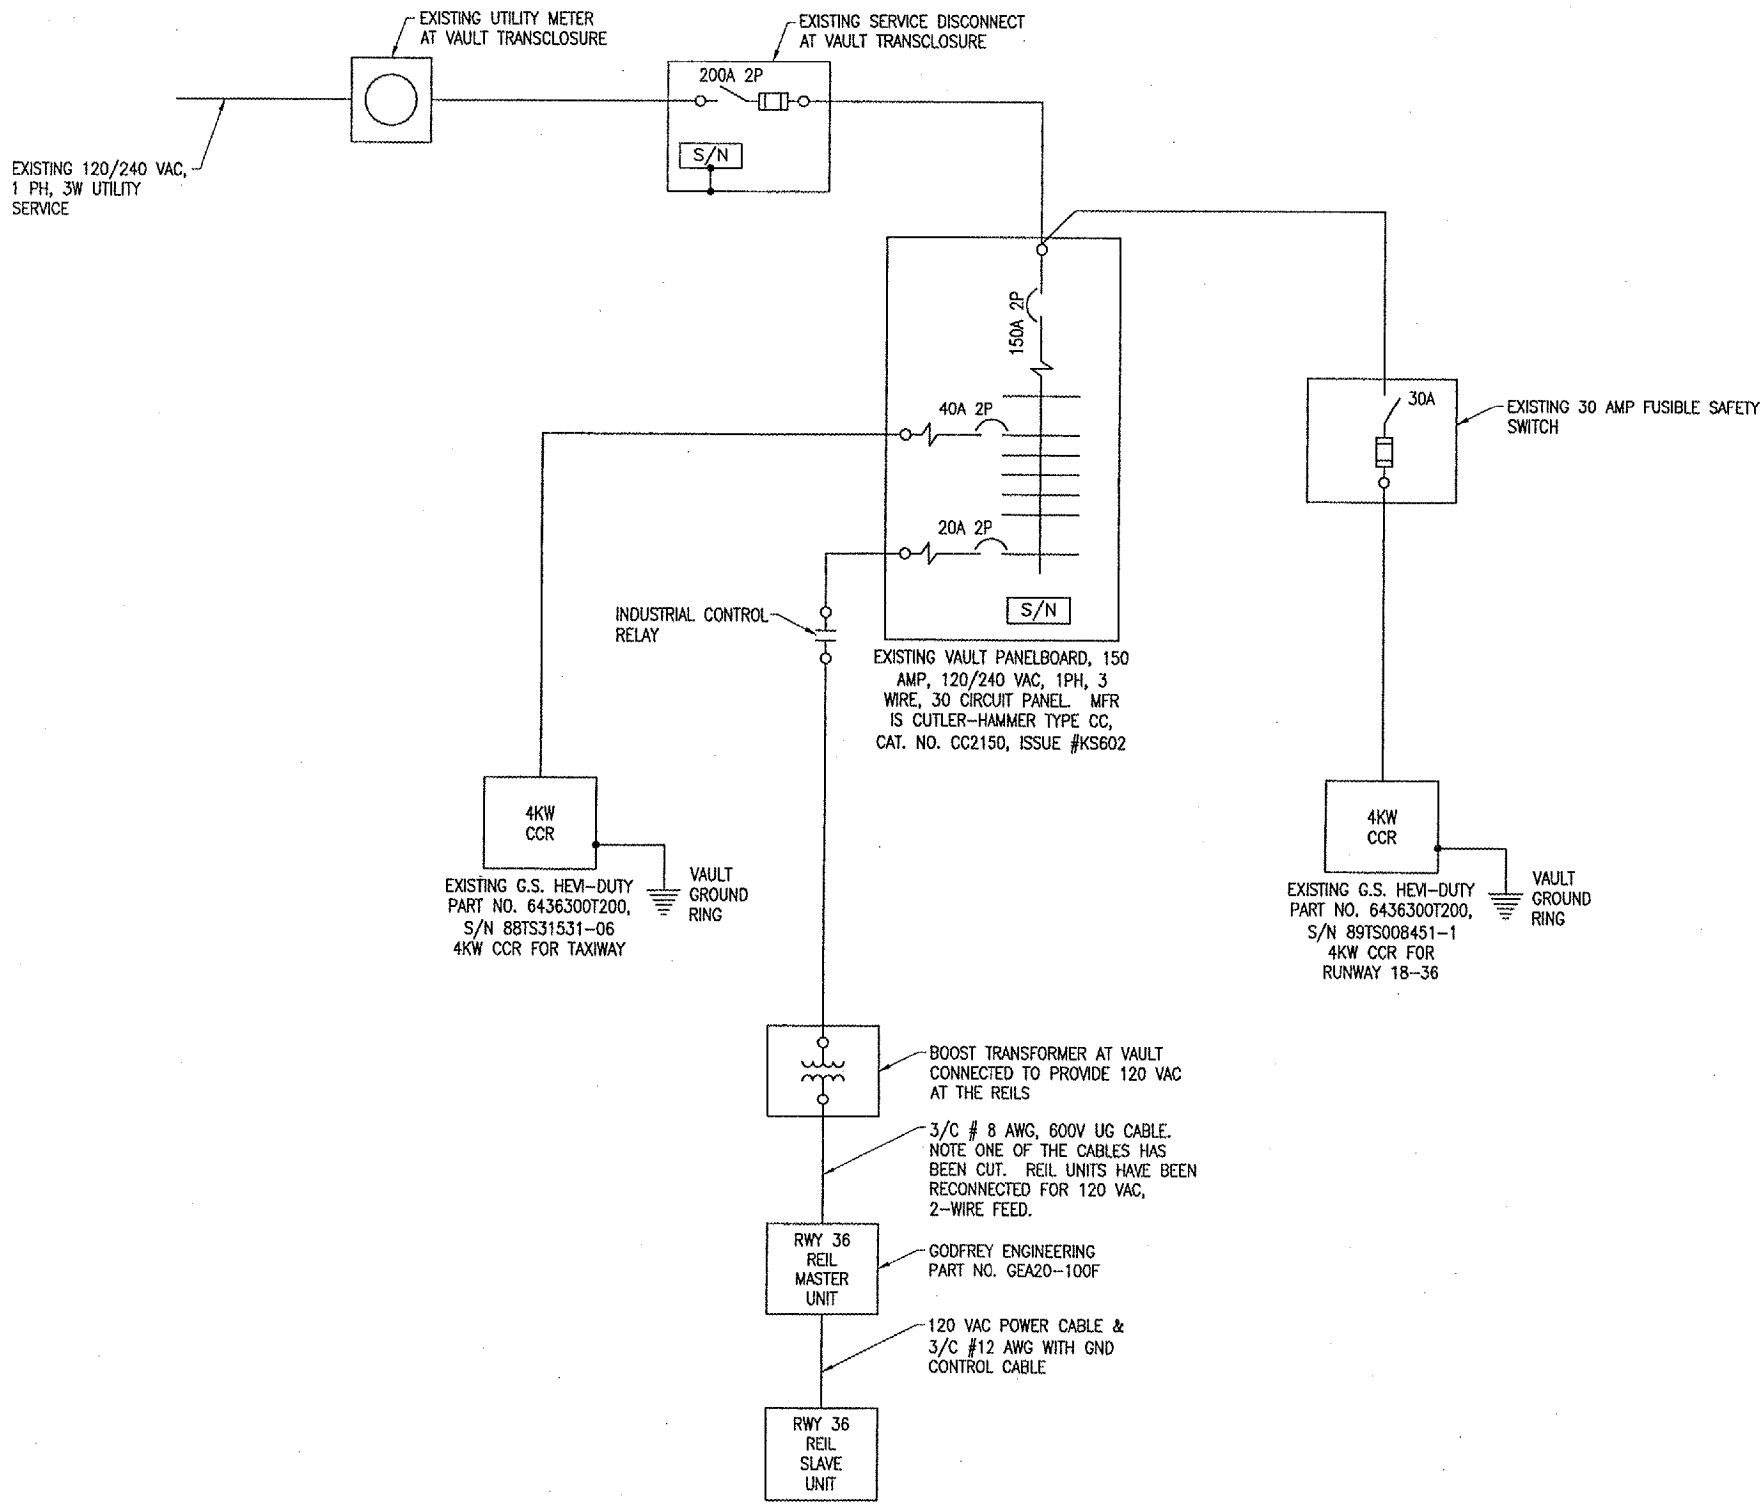 EXISTING UTILITY METER
AT VAULT TRANSCLOSURE
EXISTING SERVICE DISCONNECT
AT VAULT TRANSCLOSURE
200A 2P
S/N
EXISTING 120/240 VAC,
1 PH, 3W UTILITY
SERVICE
150A 2P
40A 2P
20A 2P
S/N
30A
EXISTING 30 AMP FUSIBLE SAFETY
SWITCH
INDUSTRIAL CONTROL
RELAY
EXISTING VAULT PANELBOARD, 150
AMP, 120/240 VAC, 1PH, 3
WIRE, 30 CIRCUIT PANEL. MFR
IS CUTLER-HAMMER TYPE CC,
CAT. NO. CC2150, ISSUE #KS602
4KW
CCR
VAULT
GROUND
RING
EXISTING G.S. HEVI-DUTY
PART NO. 6436300T200,
S/N 88TS31531-06
4KW CCR FOR TAXIWAY
4KW
CCR
VAULT
GROUND
RING
EXISTING G.S. HEVI-DUTY
PART NO. 6436300T200,
S/N 89TS008451-1
4KW CCR FOR
RUNWAY 18-36
BOOST TRANSFORMER AT VAULT
CONNECTED TO PROVIDE 120 VAC
AT THE REILS
3/C # 8 AWG, 600V UG CABLE.
NOTE ONE OF THE CABLES HAS
BEEN CUT. REIL UNITS HAVE BEEN
RECONNECTED FOR 120 VAC,
2-WIRE FEED.
RWY 36
REIL
MASTER
UNIT
GODFREY ENGINEERING
PART NO. GEA20-100F
120 VAC POWER CABLE &
3/C #12 AWG WITH GND
CONTROL CABLE
RWY 36
REIL
SLAVE
UNIT